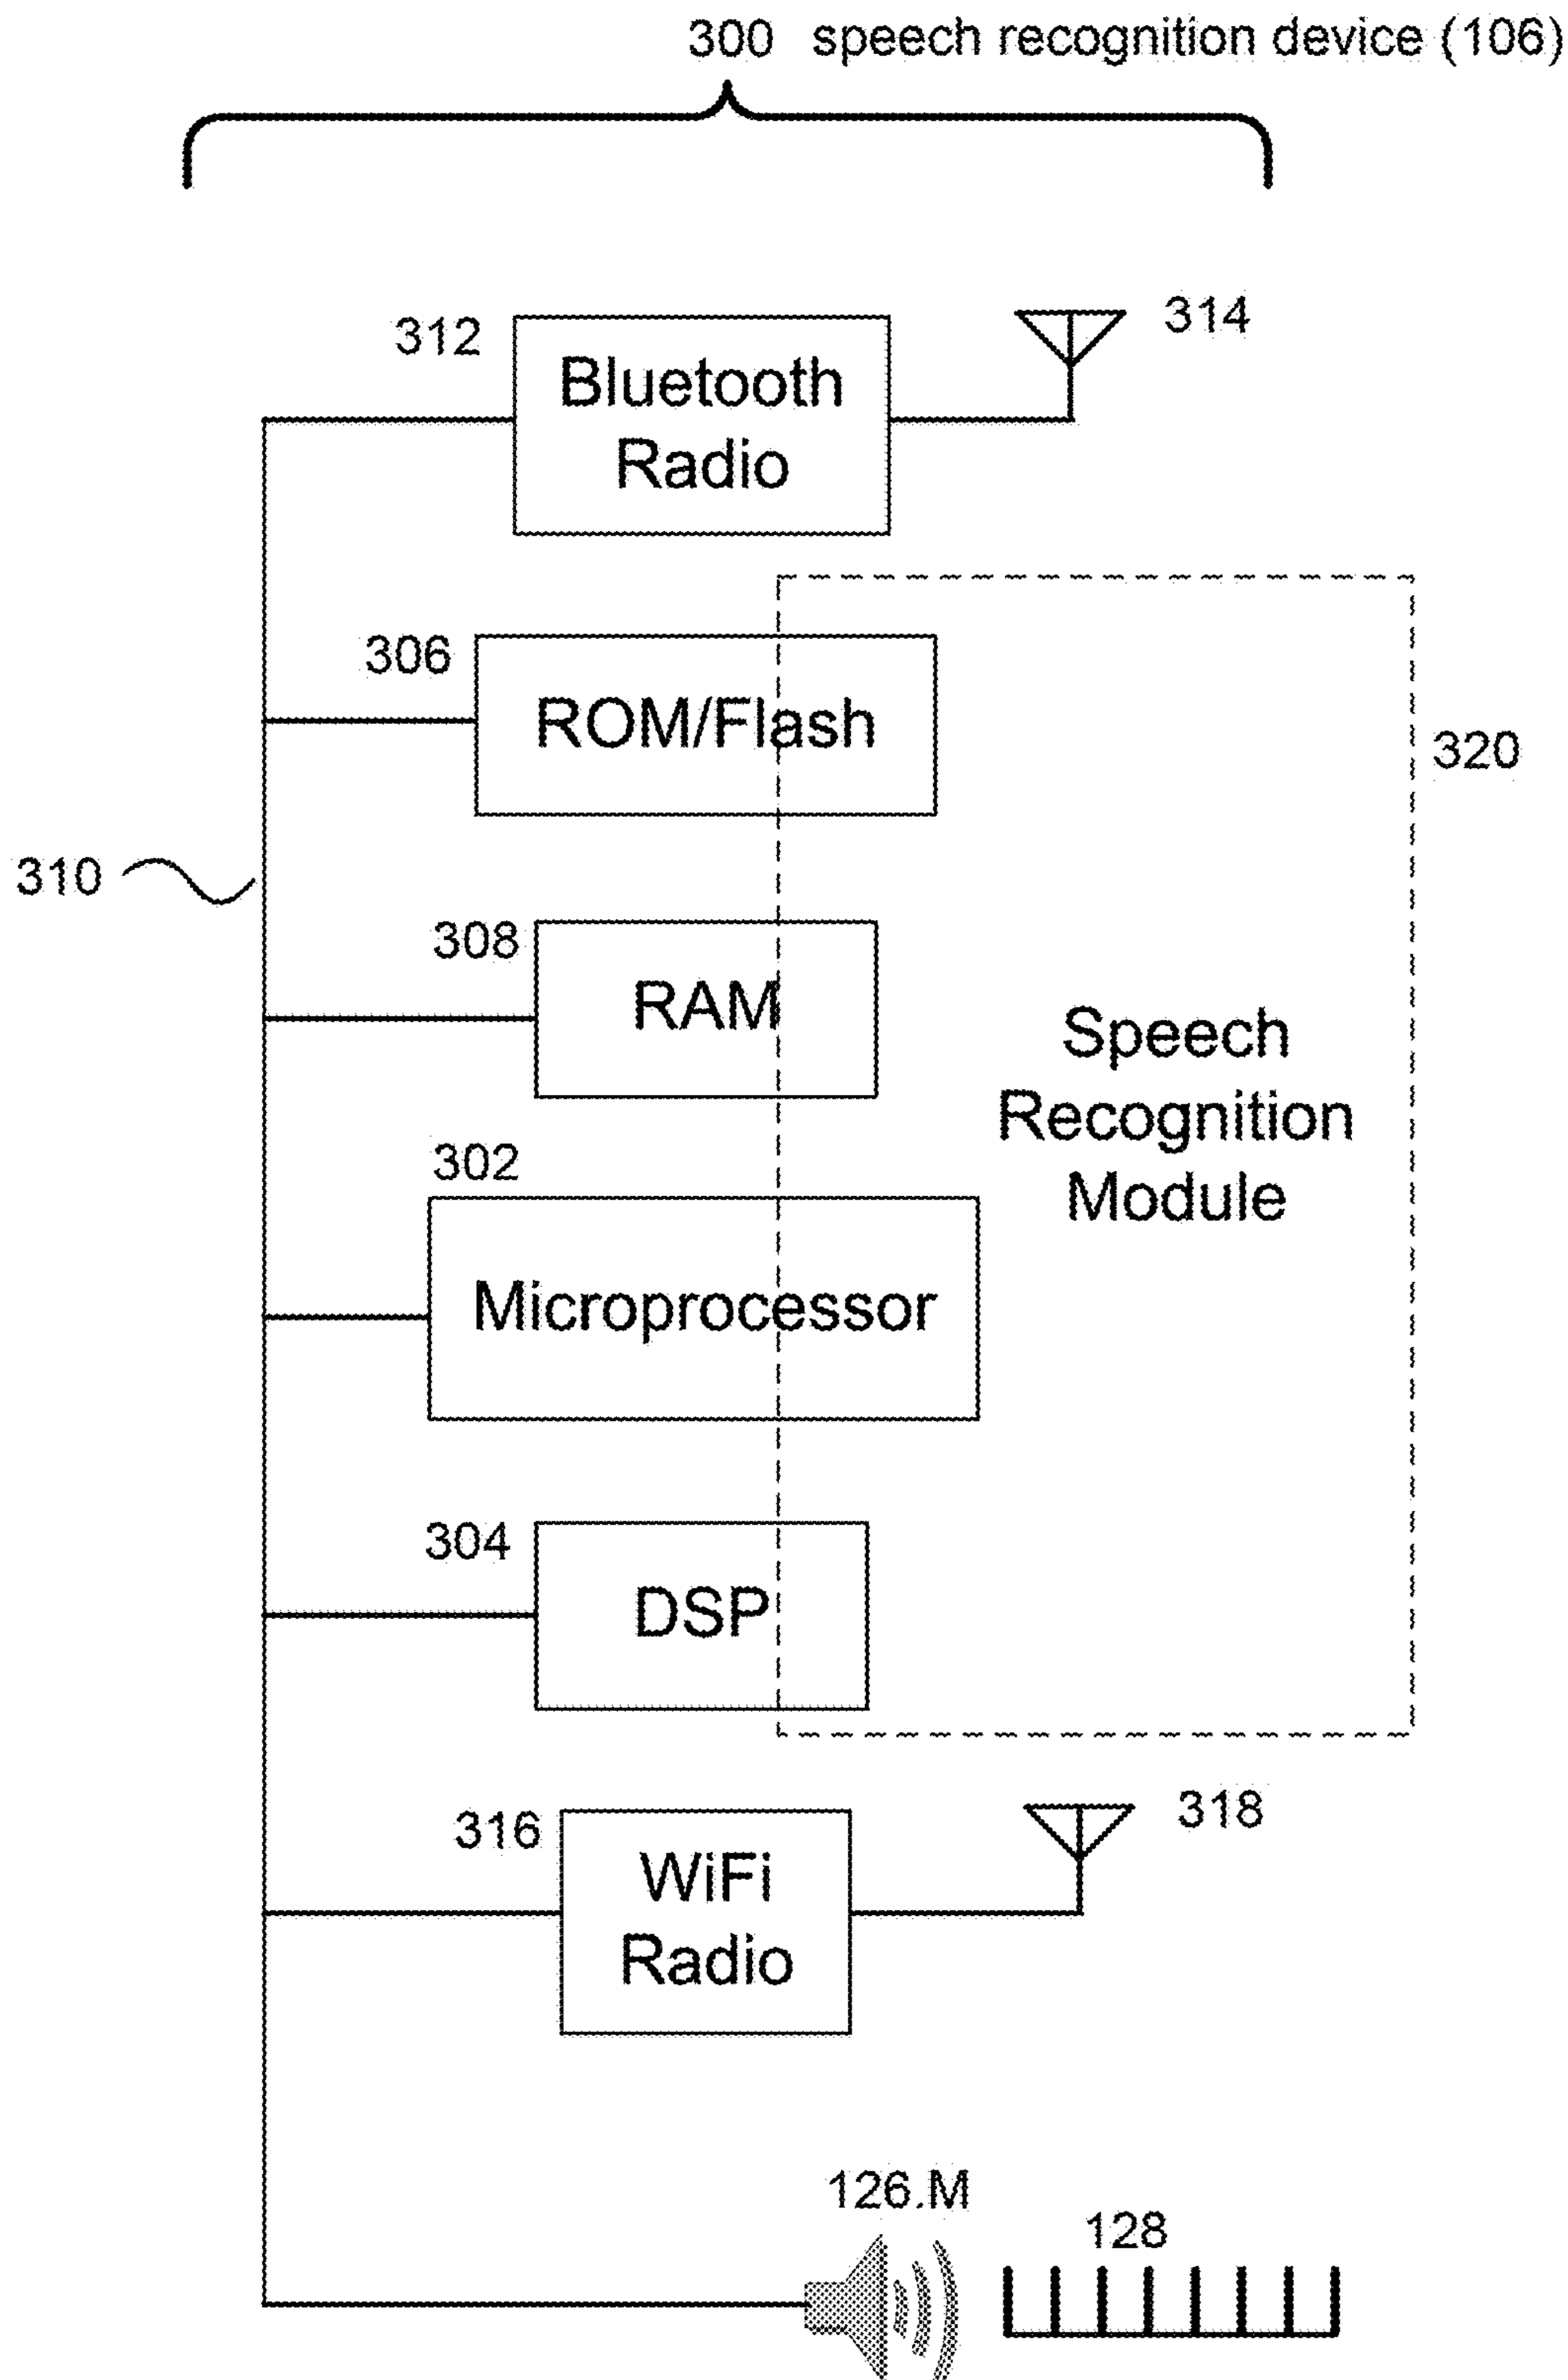 300 speech recognition device (106)
312
Bluetooth
Radio
314
306
ROM/Flash
320
310
308
RAM
Speech
Recognition
Module
302
Microprocessor
304
DSP
316
WiFi
Radio
318
126.M
128